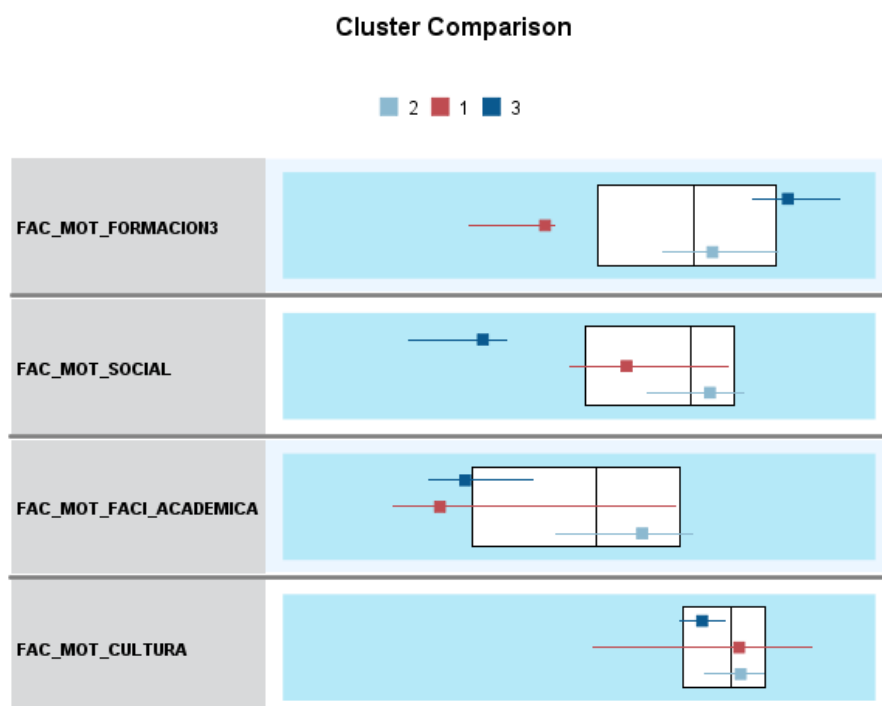 Cluster Comparison
2 1 3
FAC_MOT_FORMACION3
FAC_MOT_SOCIAL
FAC_MOT_FACI_ACADEMICA
FAC_MOT_CULTURA